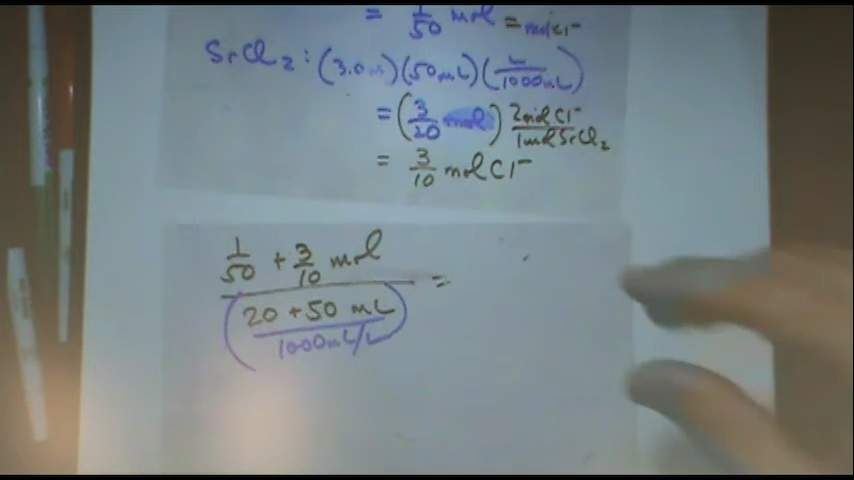 = 1/50 mol = mol Cl⁻
SrCl₂ : (3.0 m)(50 mL)(L/1000 mL)
= (3/20 mol) 2 mol Cl⁻/1 mol SrCl₂
= 3/10 mol Cl⁻
1/50 + 3/10 mol
=
(20 + 50 mL
1000 mL/L)